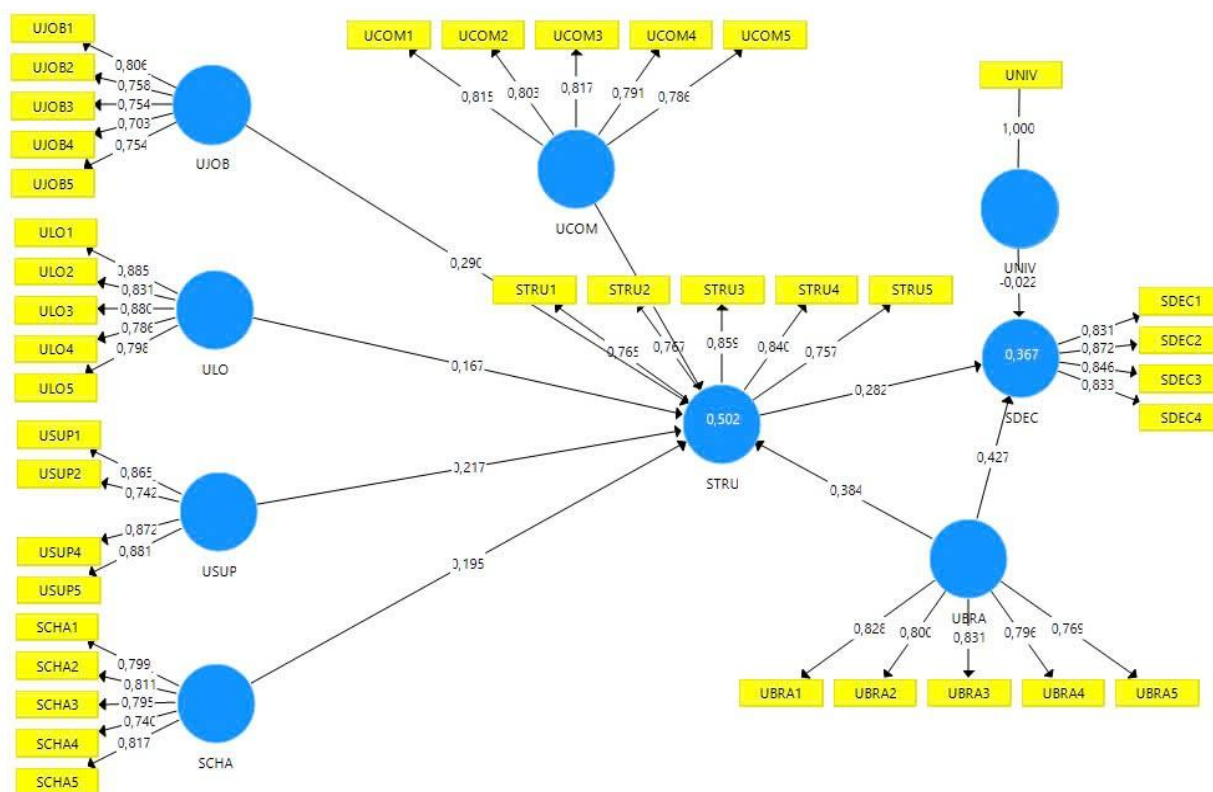 UJOB1
UJOB2
UJOB3
UJOB4
UJOB5
0,806
0,758
0,754
0,703
0,754
UJOB
UCOM1
UCOM2
UCOM3
UCOM4
UCOM5
0,815
0,803
0,817
0,791
0,786
UCOM
UNIV
1,000
UNIV
-0,022
ULO1
ULO2
ULO3
ULO4
ULO5
0,885
0,831
0,880
0,786
0,798
ULO
0,290
0,167
STRU1
STRU2
STRU3
STRU4
STRU5
0,765
0,767
0,859
0,840
0,757
0,502
STRU
0,282
0,367
SDEC
SDEC1
SDEC2
SDEC3
SDEC4
0,831
0,872
0,846
0,833
USUP1
USUP2
USUP4
USUP5
0,865
0,742
0,872
0,881
USUP
0,217
0,384
0,427
SCHA1
SCHA2
SCHA3
SCHA4
SCHA5
0,799
0,811
0,795
0,740
0,817
SCHA
0,195
UBRA
0,828
0,800
0,831
0,796
0,769
UBRA1
UBRA2
UBRA3
UBRA4
UBRA5